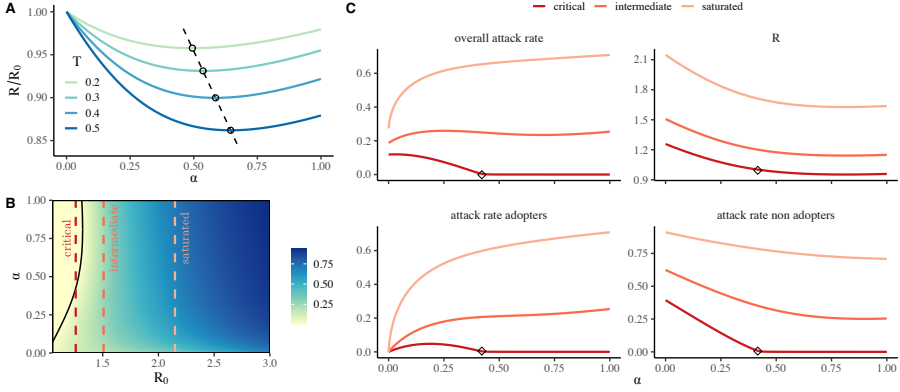 A
R/R₀
1.00
0.95
0.90
0.85
T
0.2
0.3
0.4
0.5
0.00
0.25
0.50
0.75
1.00
α
B
α
1.00
0.75
0.50
0.25
0.00
critical
intermediate
saturated
1.5
2.0
2.5
3.0
R₀
0.75
0.50
0.25
C
critical
intermediate
saturated
overall attack rate
0.6
0.4
0.2
0.0
R
2.1
1.8
1.5
1.2
0.9
attack rate adopters
0.6
0.4
0.2
0.0
0.00
0.25
0.50
0.75
1.00
attack rate non adopters
0.75
0.50
0.25
0.00
0.00
0.25
0.50
0.75
1.00
α